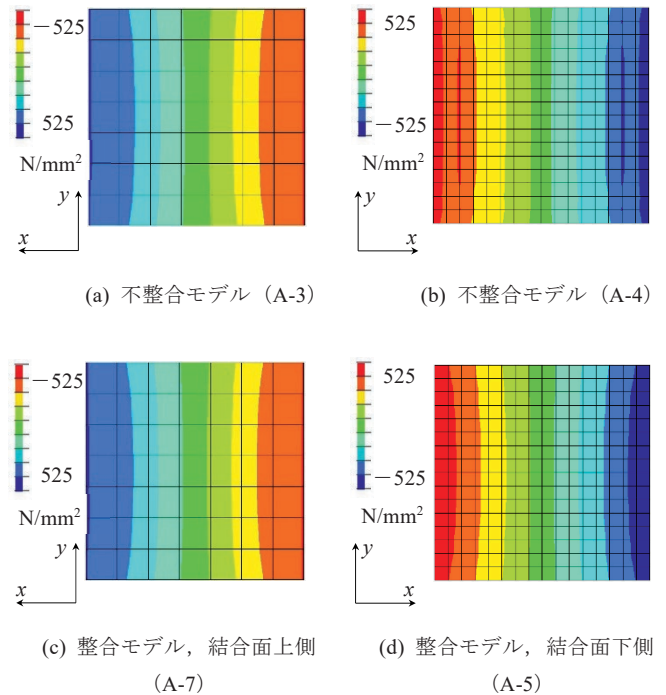 −525
525
N/mm²
y
x
(a) 不整合モデル（A-3）
525
−525
N/mm²
y
x
(b) 不整合モデル（A-4）
−525
525
N/mm²
y
x
(c) 整合モデル，結合面上側
（A-7）
525
−525
N/mm²
y
x
(d) 整合モデル，結合面下側
（A-5）